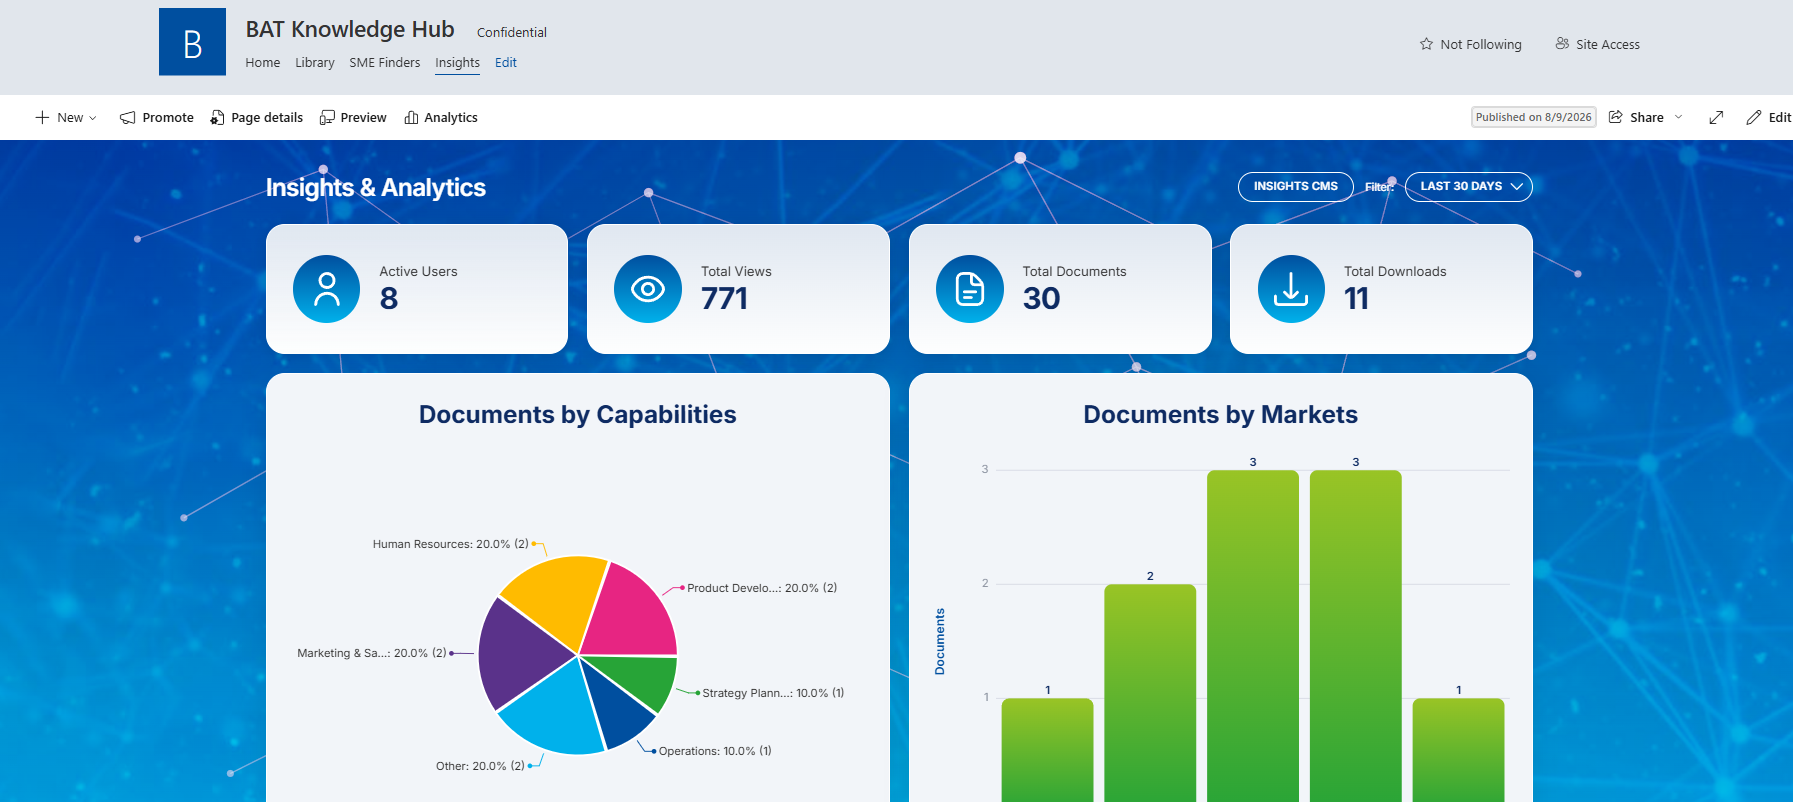 B
BAT Knowledge Hub Confidential
Not Following Site Access
Home Library SME Finders Insights Edit
New Promote Page details Preview Analytics Published on 8/9/2026 Share Edit
Insights & Analytics INSIGHTS CMS Filter: LAST 30 DAYS
Active Users
8
Total Views
771
Total Documents
30
Total Downloads
11
Documents by Capabilities
Human Resources: 20.0% (2)
Product Develo...: 20.0% (2)
Marketing & Sa...: 20.0% (2)
Strategy Plann...: 10.0% (1)
Operations: 10.0% (1)
Other: 20.0% (2)
Documents by Markets
Documents
3
2
1
1
2
3
3
1